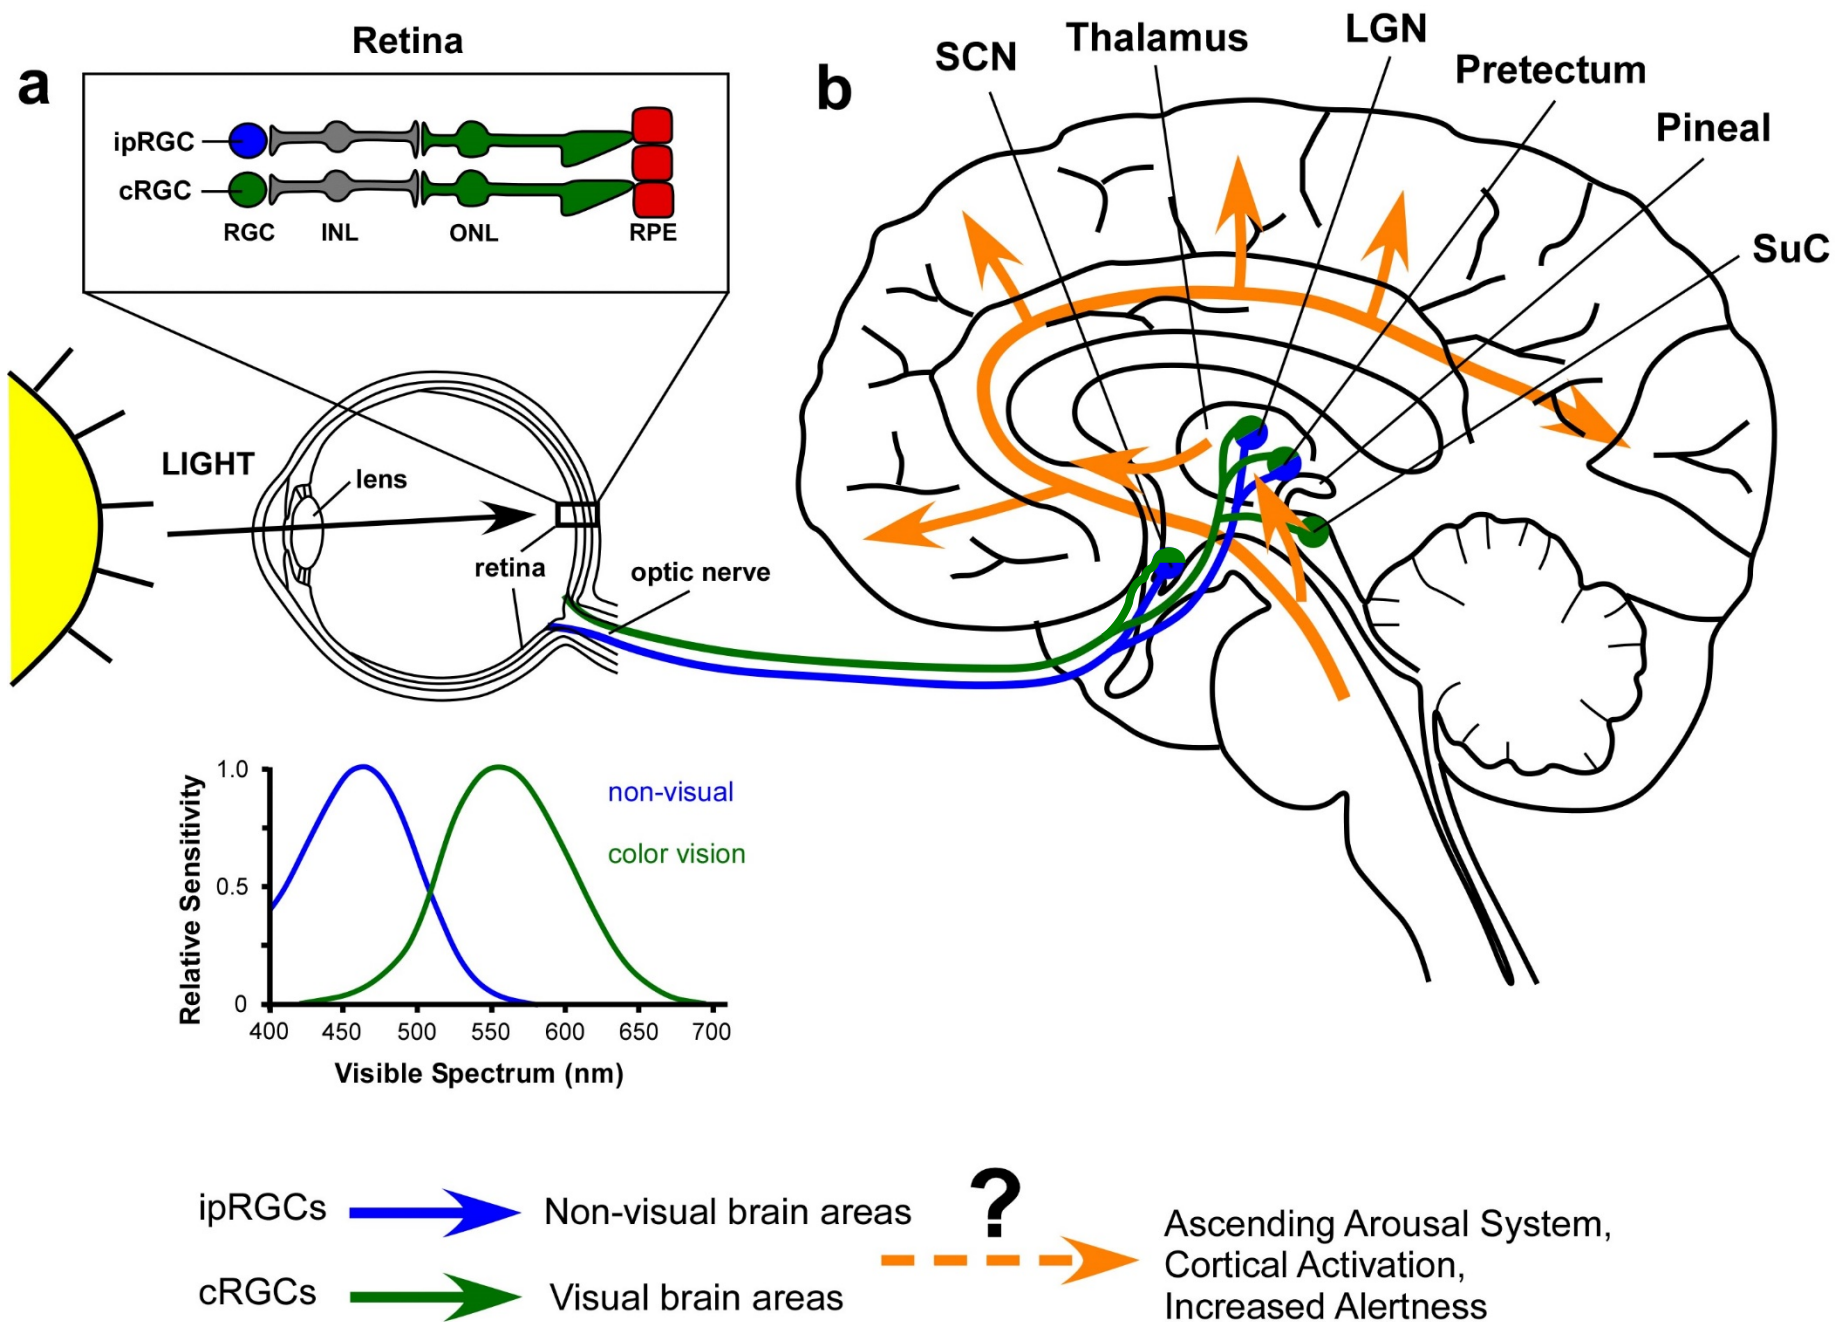 a
Retina
ipRGC
cRGC
RGC INL ONL RPE
LIGHT
lens
retina
optic nerve
Relative Sensitivity
1.0
0.5
0
400 450 500 550 600 650 700
Visible Spectrum (nm)
non-visual
color vision
b
SCN
Thalamus
LGN
Pretectum
Pineal
SuC
ipRGCs Non-visual brain areas
cRGCs Visual brain areas
?
Ascending Arousal System,
Cortical Activation,
Increased Alertness